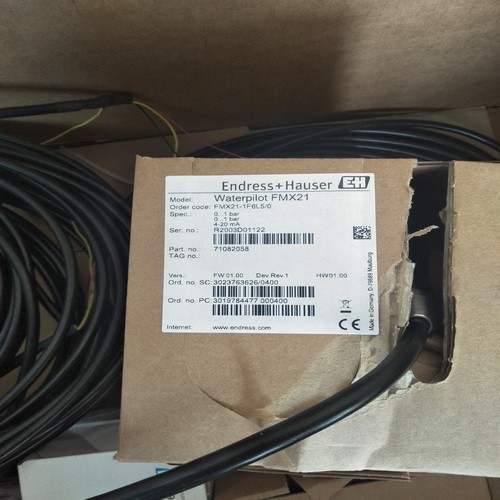 Endress+Hauser EH
Model: Waterpilot FMX21
Order code: FMX21-1F6L5/0
Spec.: 0...1 bar
0...1 bar
4-20 mA
Ser. no.: R2003D01122
Part. no.: 71082058
TAG no.:
Vers.: FW 01.00 Dev.Rev.1 HW01.00
Ord. no. SC: 3023763626/0400
Ord. no. PC: 3019784477 000400
Internet: www.endress.com
CE
Made in Germany D-79689 Maulburg